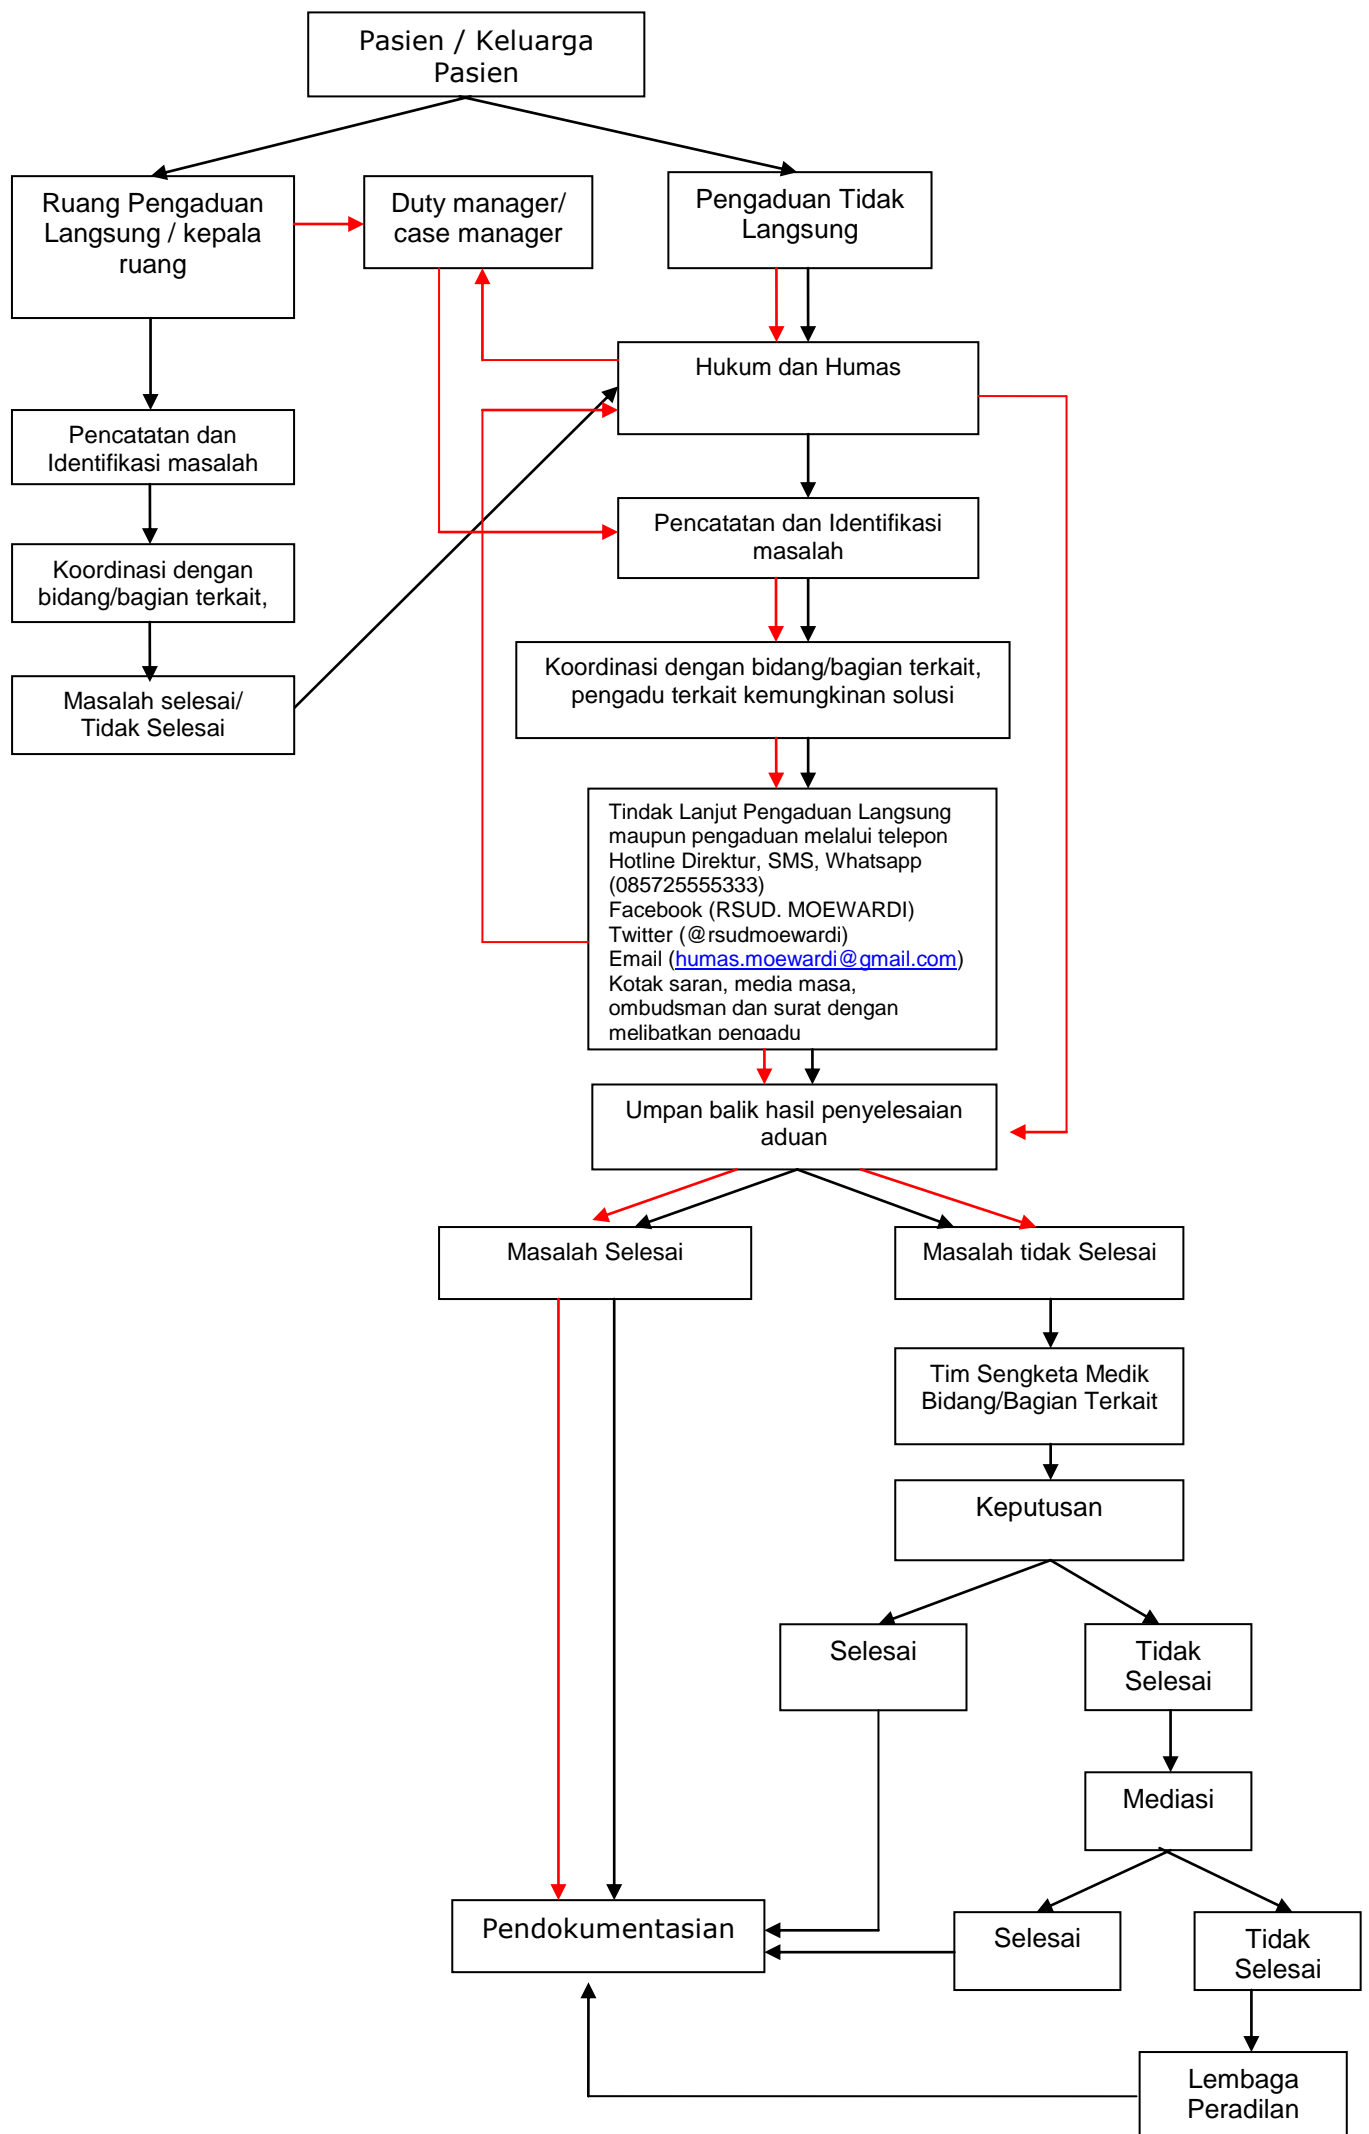 Pasien / Keluarga
Pasien
Ruang Pengaduan
Langsung / kepala
ruang
Duty manager/
case manager
Pengaduan Tidak
Langsung
Hukum dan Humas
Pencatatan dan
Identifikasi masalah
Pencatatan dan Identifikasi
masalah
Koordinasi dengan
bidang/bagian terkait,
Koordinasi dengan bidang/bagian terkait,
pengadu terkait kemungkinan solusi
Masalah selesai/
Tidak Selesai
Tindak Lanjut Pengaduan Langsung
maupun pengaduan melalui telepon
Hotline Direktur, SMS, Whatsapp
(085725555333)
Facebook (RSUD. MOEWARDI)
Twitter (@rsudmoewardi)
Email (humas.moewardi@gmail.com)
Kotak saran, media masa,
ombudsman dan surat dengan
melibatkan pengadu
Umpan balik hasil penyelesaian
aduan
Masalah Selesai
Masalah tidak Selesai
Tim Sengketa Medik
Bidang/Bagian Terkait
Keputusan
Selesai
Tidak
Selesai
Mediasi
Pendokumentasian
Selesai
Tidak
Selesai
Lembaga
Peradilan